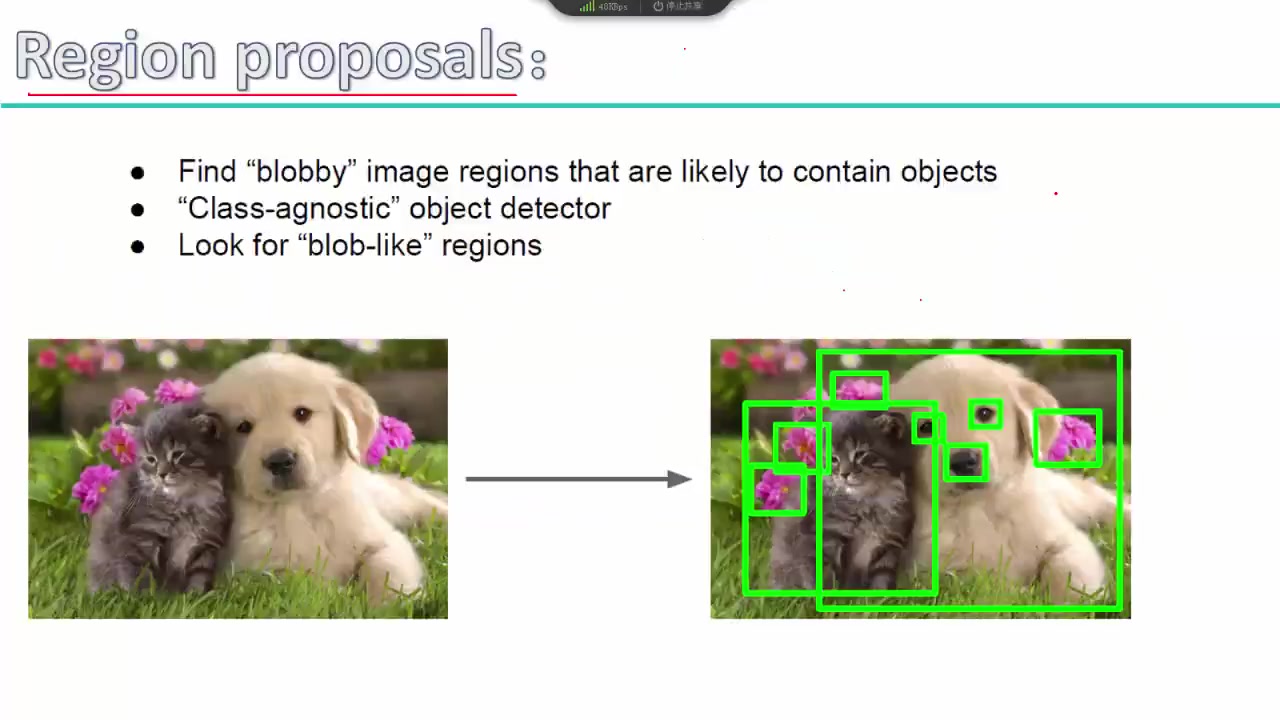 40KBps 停止共享
Region proposals:
● Find “blobby” image regions that are likely to contain objects
● “Class-agnostic” object detector
● Look for “blob-like” regions